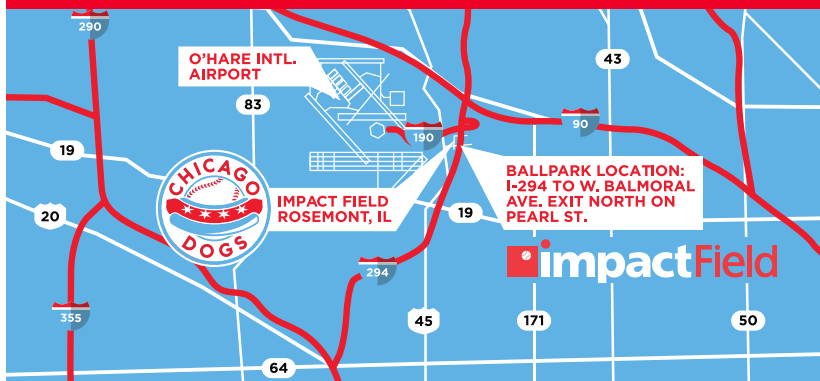 290
O'HARE INTL.
AIRPORT
43
83
190
90
19
CHICAGO
DOGS
IMPACT FIELD
ROSEMONT, IL
BALLPARK LOCATION:
I-294 TO W. BALMORAL
AVE. EXIT NORTH ON
PEARL ST.
20
19
impactField
294
355
45
171
50
64